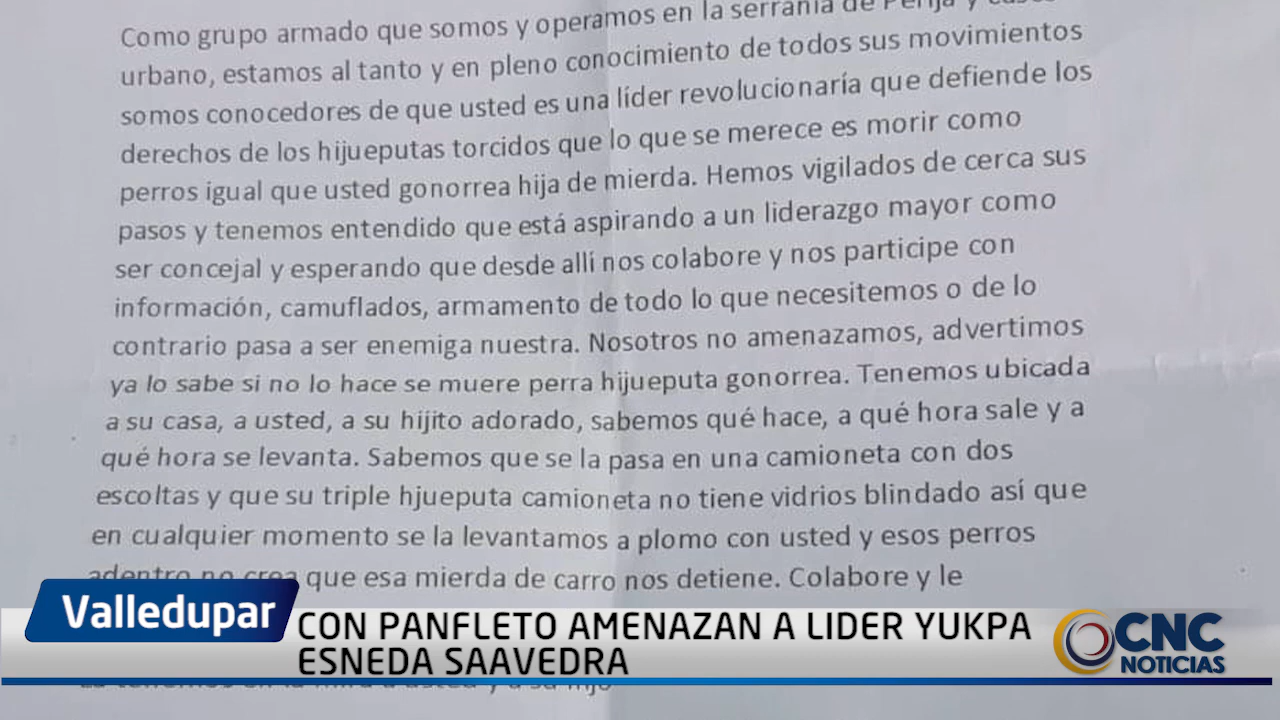 Como grupo armado que somos y operamos en la serranía de Perijá y
urbano, estamos al tanto y en pleno conocimiento de todos sus movimientos
somos conocedores de que usted es una líder revolucionaría que defiende los
derechos de los hijueputas torcidos que lo que se merece es morir como
perros igual que usted gonorrea hija de mierda. Hemos vigilados de cerca sus
pasos y tenemos entendido que está aspirando a un liderazgo mayor como
ser concejal y esperando que desde allí nos colabore y nos participe con
información, camuflados, armamento de todo lo que necesitemos o de lo
contrario pasa a ser enemiga nuestra. Nosotros no amenazamos, advertimos
ya lo sabe si no lo hace se muere perra hijueputa gonorrea. Tenemos ubicada
a su casa, a usted, a su hijito adorado, sabemos qué hace, a qué hora sale y a
qué hora se levanta. Sabemos que se la pasa en una camioneta con dos
escoltas y que su triple hjueputa camioneta no tiene vidrios blindado así que
en cualquier momento se la levantamos a plomo con usted y esos perros
adentro no crea que esa mierda de carro nos detiene. Colabore y le
Valledupar
CON PANFLETO AMENAZAN A LIDER YUKPA
ESNEDA SAAVEDRA
CNC
NOTICIAS